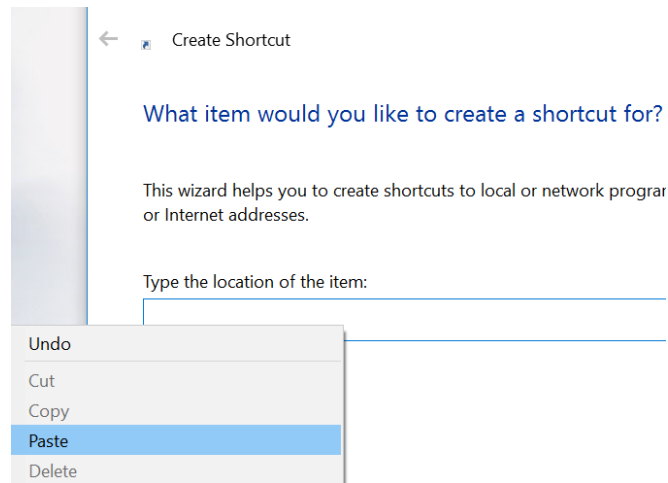 Create Shortcut
What item would you like to create a shortcut for?
This wizard helps you to create shortcuts to local or network
or Internet addresses.
Type the location of the item:
Undo
Cut
Copy
Paste
Delete